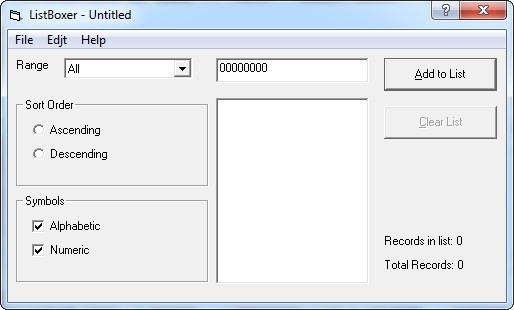 ListBoxer - Untitled
File Edjt Help
Range All 00000000 Add to List
Sort Order Clear List
Ascending
Descending
Symbols
Alphabetic
Numeric
Records in list: 0
Total Records: 0